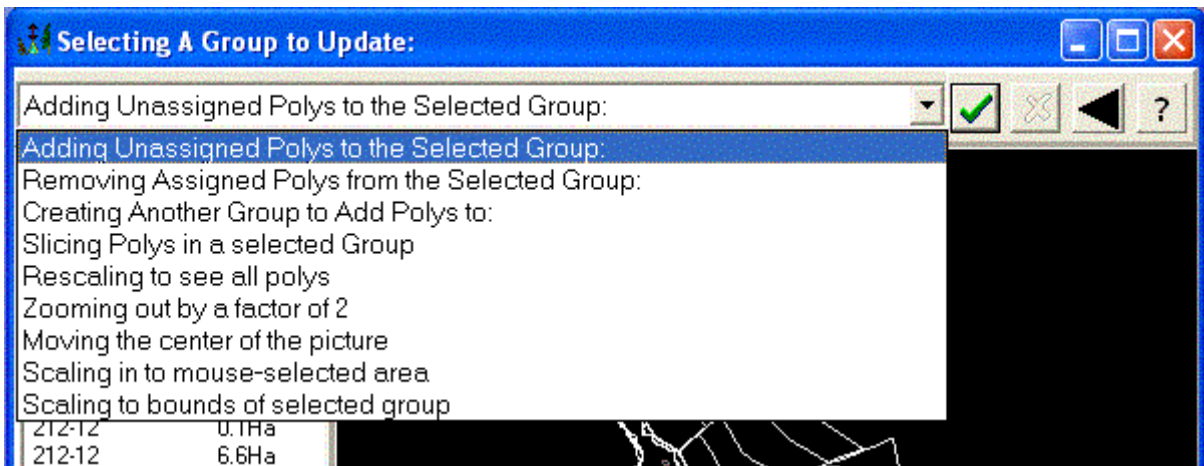 Selecting A Group to Update:
Adding Unassigned Polys to the Selected Group:
?
Adding Unassigned Polys to the Selected Group:
Removing Assigned Polys from the Selected Group:
Creating Another Group to Add Polys to:
Slicing Polys in a selected Group
Rescaling to see all polys
Zooming out by a factor of 2
Moving the center of the picture
Scaling in to mouse-selected area
Scaling to bounds of selected group
212-12 0.1Ha
212-12 6.6Ha